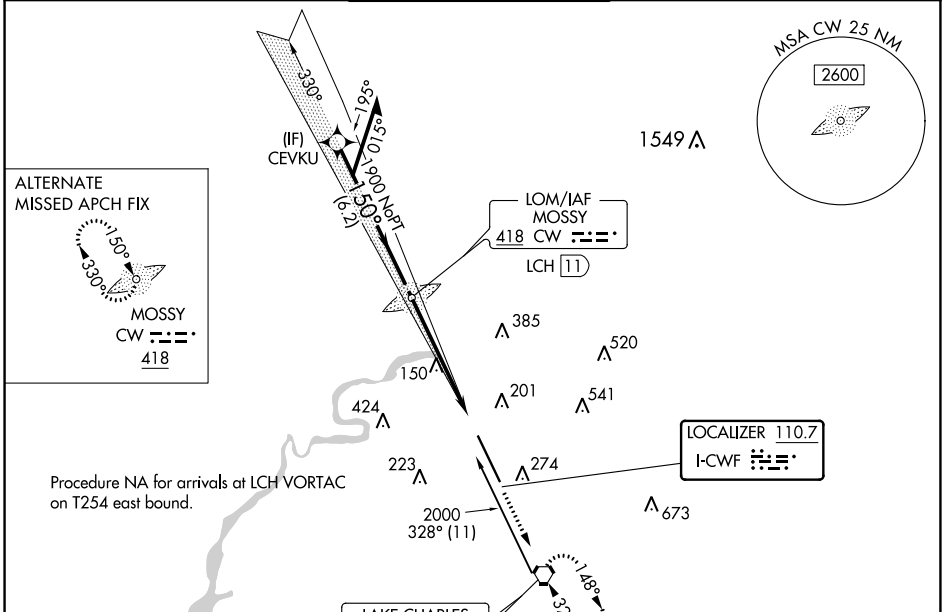 MSA CW 25 NM
2600
1549
330°
195°
015°
(IF)
CEVKU
1900 NoPT
150°
(6.2)
ALTERNATE
MISSED APCH FIX
150°
330°
MOSSY
CW
418
LOM/IAF
MOSSY
418 CW
LCH 11
385
520
150
201
541
424
LOCALIZER 110.7
I-CWF
223
274
Procedure NA for arrivals at LCH VORTAC
on T254 east bound.
2000
328° (11)
673
148°
LAKE CHARLES